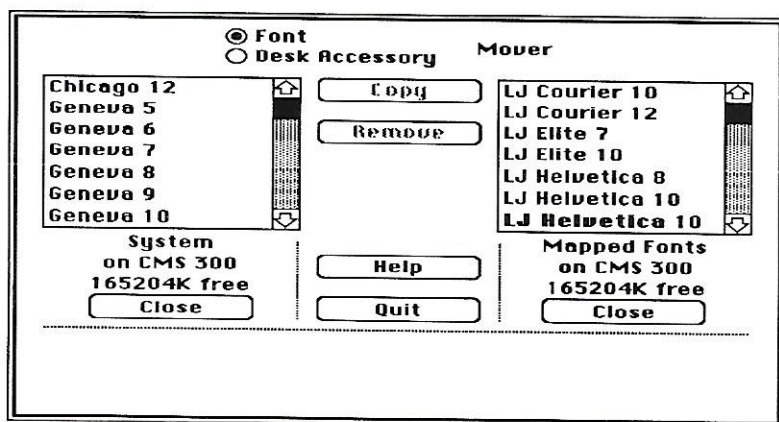 Font
Desk Accessory
Mover
Chicago 12
Geneva 5
Geneva 6
Geneva 7
Geneva 8
Geneva 9
Geneva 10
System
on CMS 300
165204K free
Close
Copy
Remove
Help
Quit
LJ Courier 10
LJ Courier 12
LJ Elite 7
LJ Elite 10
LJ Helvetica 8
LJ Helvetica 10
LJ Helvetica 10
Mapped Fonts
on CMS 300
165204K free
Close